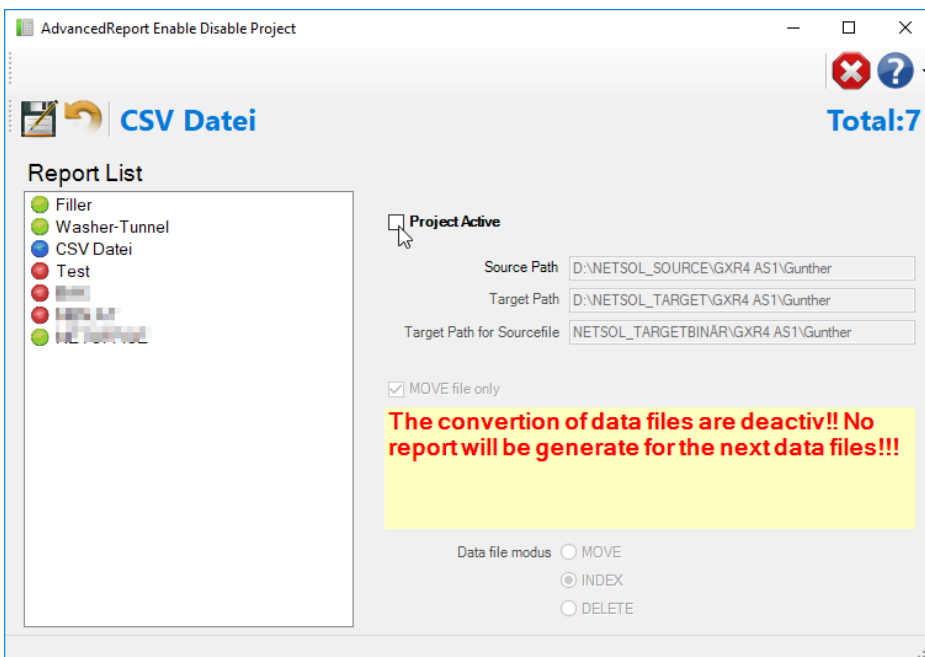 AdvancedReport Enable Disable Project
CSV Datei
Total:7
Report List
Filler
Washer-Tunnel
CSV Datei
Test
Project Active
Source Path D:\NETSOL_SOURCE\GXR4 AS1\Gunther
Target Path D:\NETSOL_TARGET\GXR4 AS1\Gunther
Target Path for Sourcefile NETSOL_TARGETBINÄR\GXR4 AS1\Gunther
MOVE file only
The convertion of data files are deactiv!! No
report will be generate for the next data files!!!
Data file modus MOVE
INDEX
DELETE